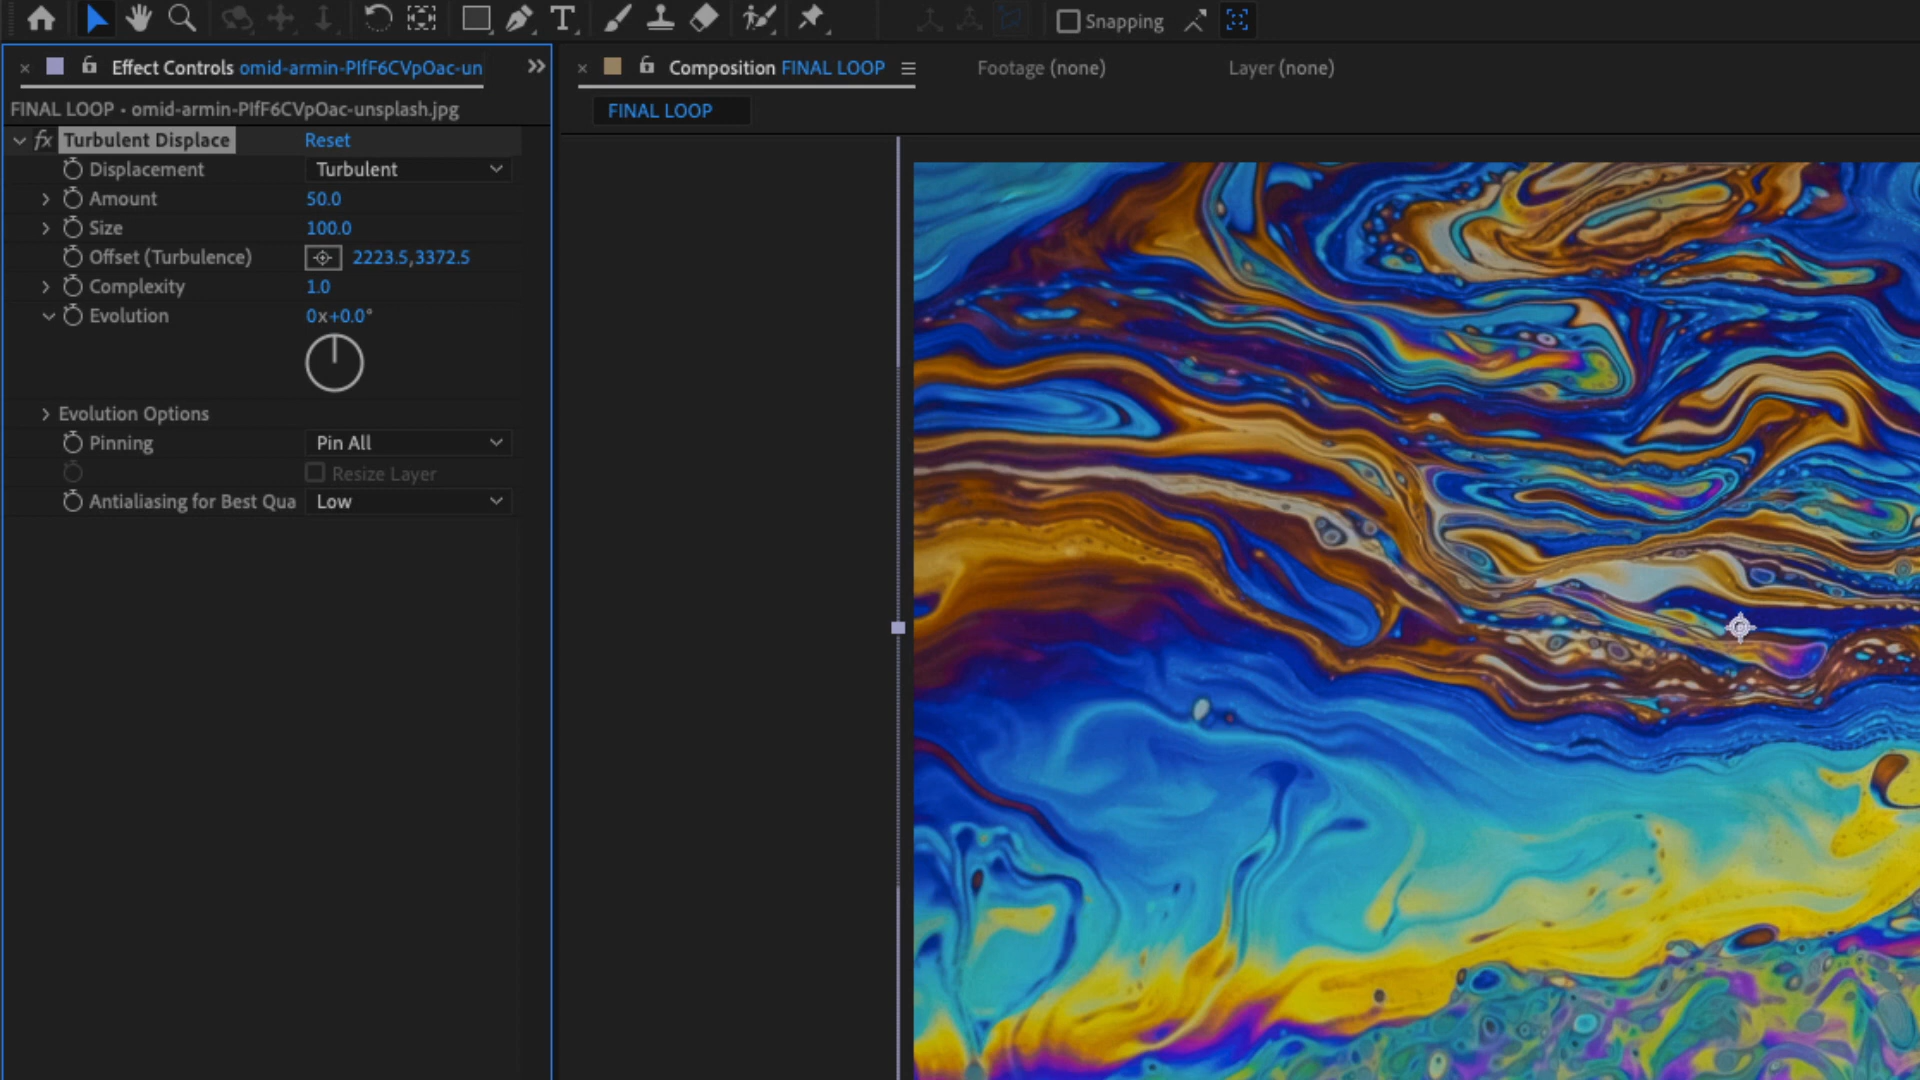 Snapping
Effect Controls omid-armin-PIfF6CVpOac-un
Composition FINAL LOOP
Footage (none)
Layer (none)
FINAL LOOP • omid-armin-PIfF6CVpOac-unsplash.jpg
FINAL LOOP
fx Turbulent Displace Reset
Displacement Turbulent
Amount 50.0
Size 100.0
Offset (Turbulence) 2223.5,3372.5
Complexity 1.0
Evolution 0x+0.0°
Evolution Options
Pinning Pin All
Resize Layer
Antialiasing for Best Qua Low